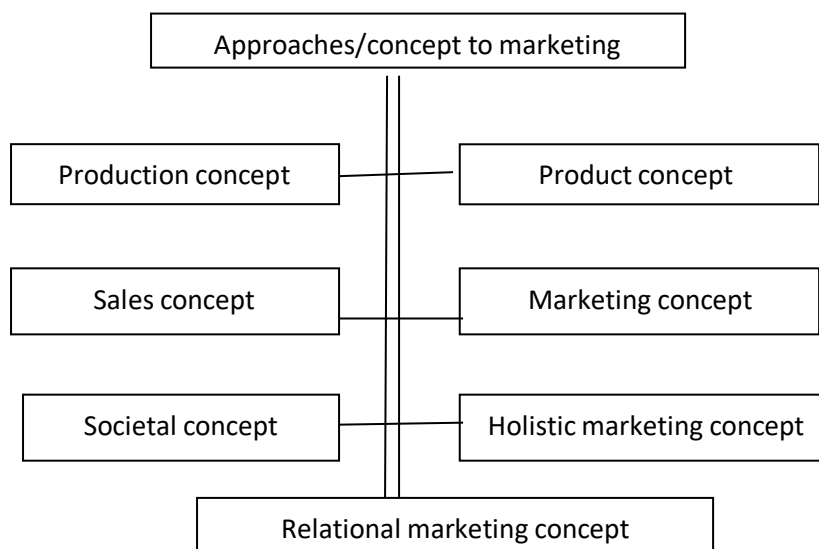 Approaches/concept to marketing
Production concept
Product concept
Sales concept
Marketing concept
Societal concept
Holistic marketing concept
Relational marketing concept